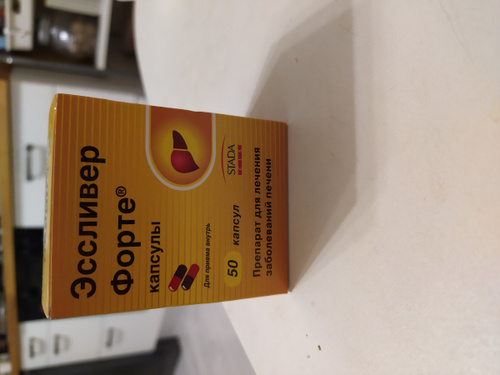 Эссливер
Форте®
капсулы
STADA
Для приема внутрь
50 капсул
Препарат для лечения
заболеваний печени